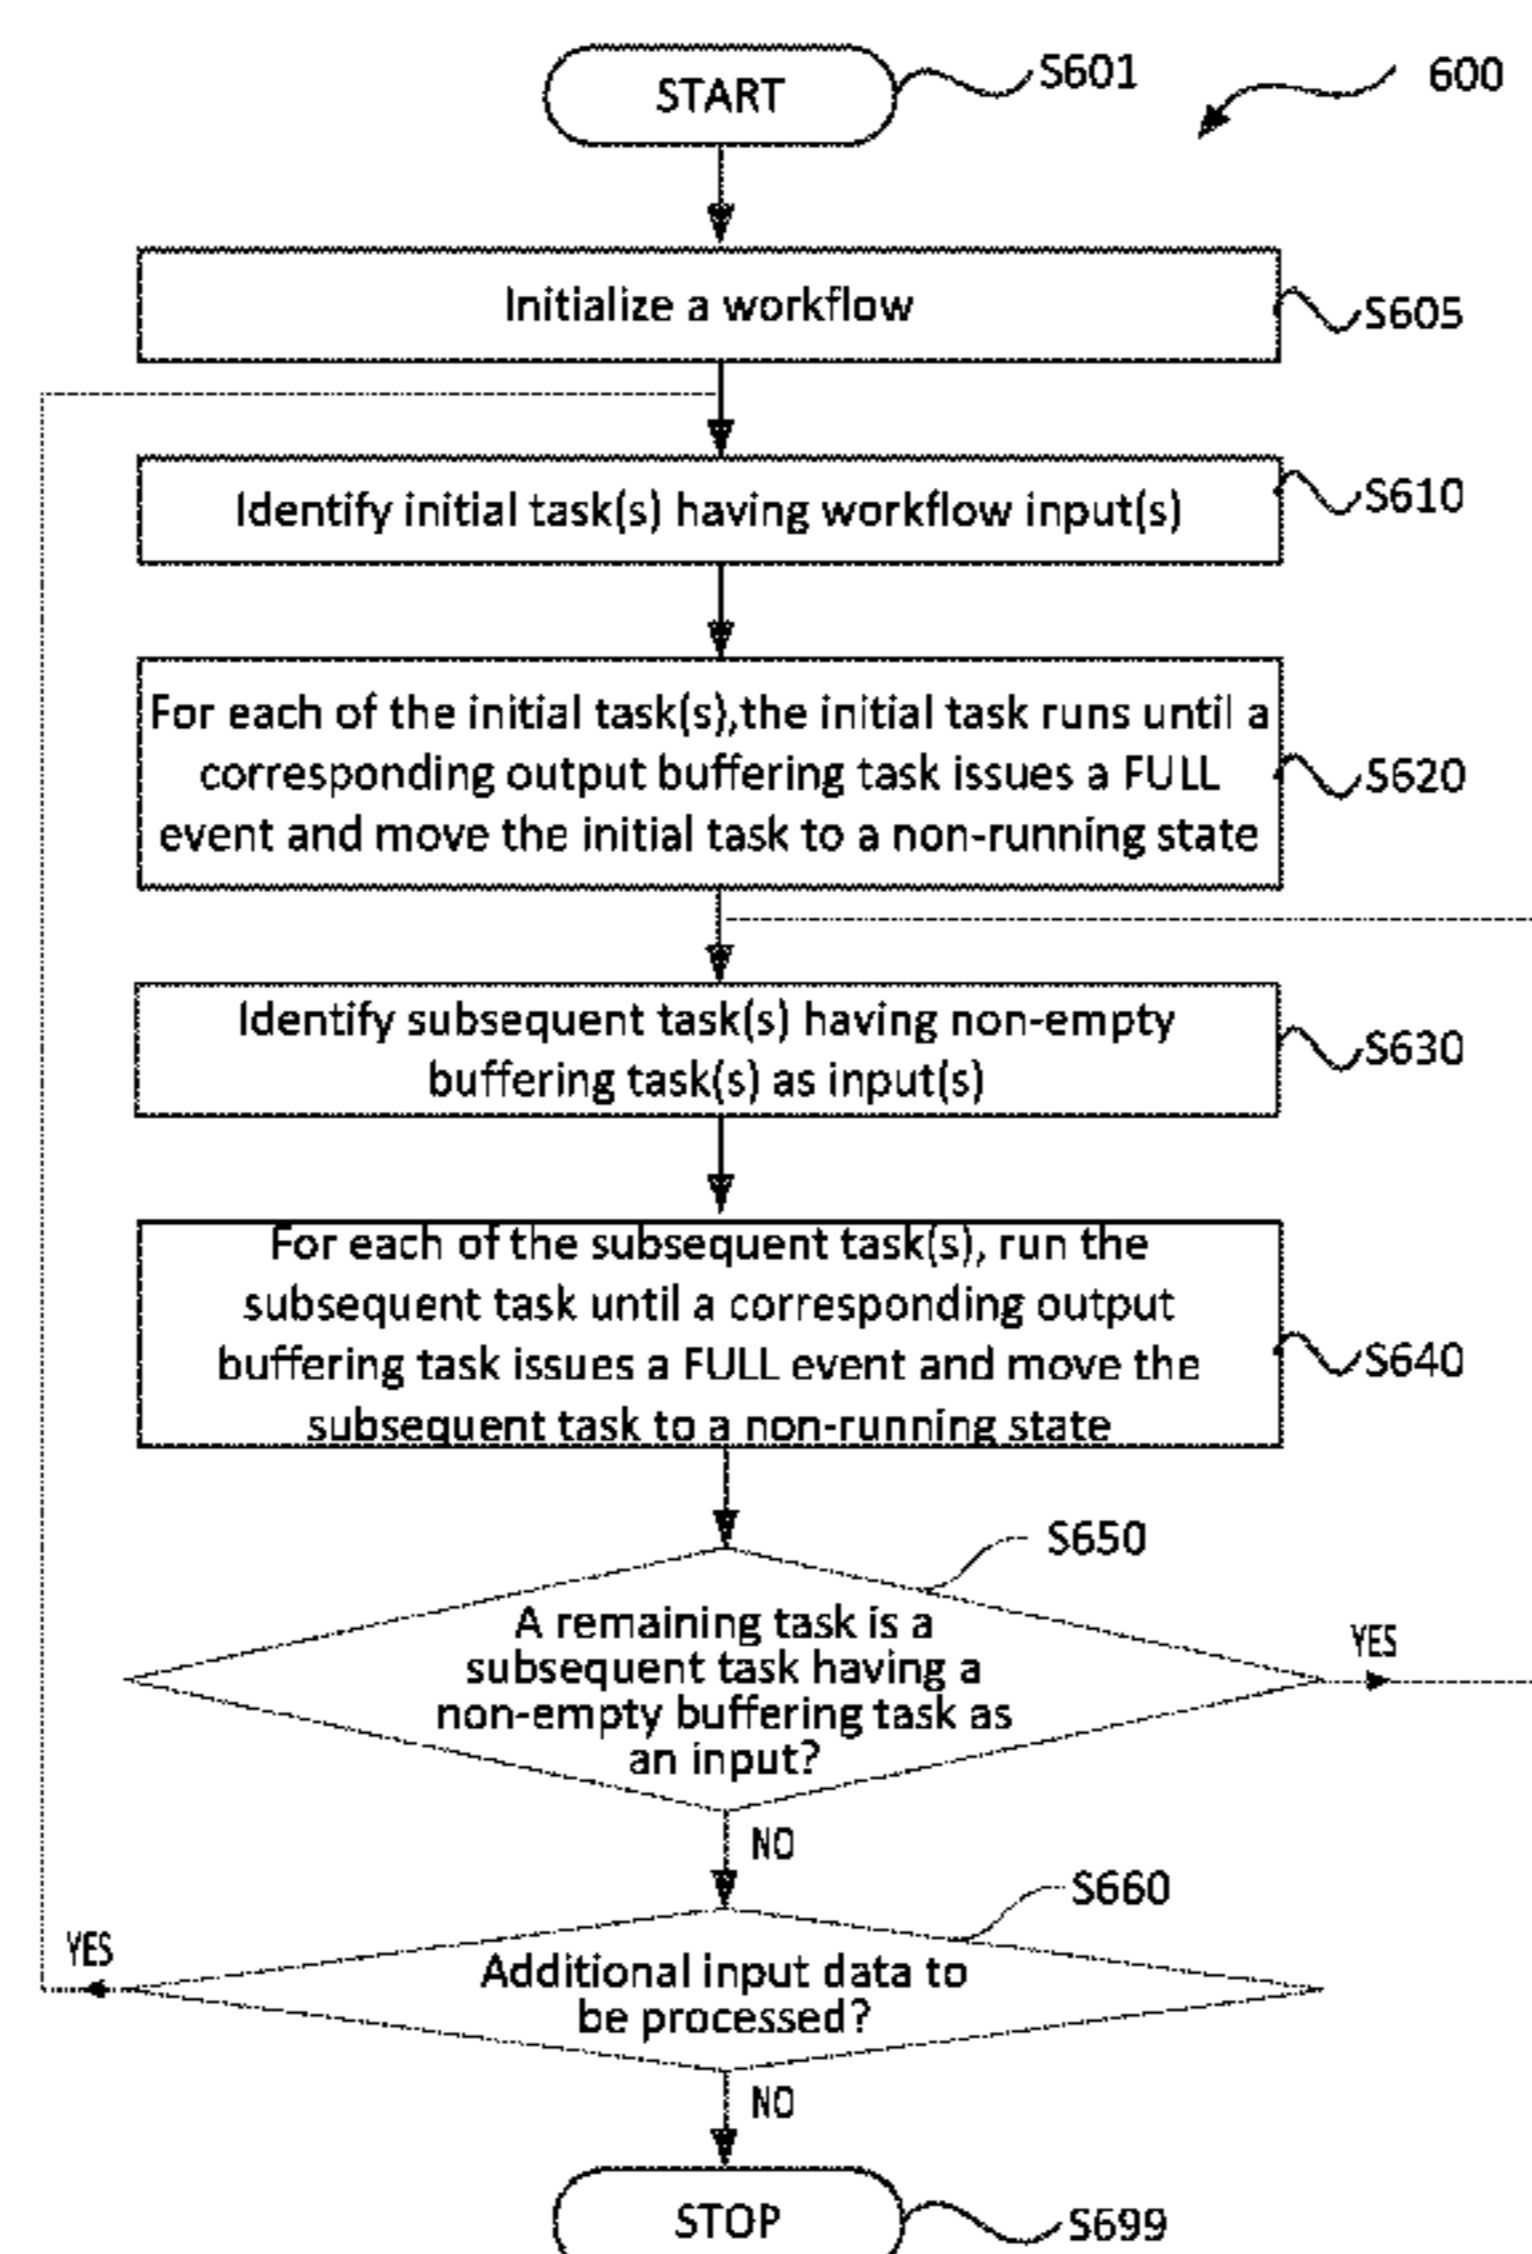 START
S601
600
Initialize a workflow
S605
Identify initial task(s) having workflow input(s)
S610
For each of the initial task(s),the initial task runs until a
corresponding output buffering task issues a FULL
event and move the initial task to a non-running state
S620
Identify subsequent task(s) having non-empty
buffering task(s) as input(s)
S630
For each of the subsequent task(s), run the
subsequent task until a corresponding output
buffering task issues a FULL event and move the
subsequent task to a non-running state
S640
S650
A remaining task is a
subsequent task having a
non-empty buffering task as
an input?
YES
NO
S660
YES
Additional input data to
be processed?
NO
STOP
S699